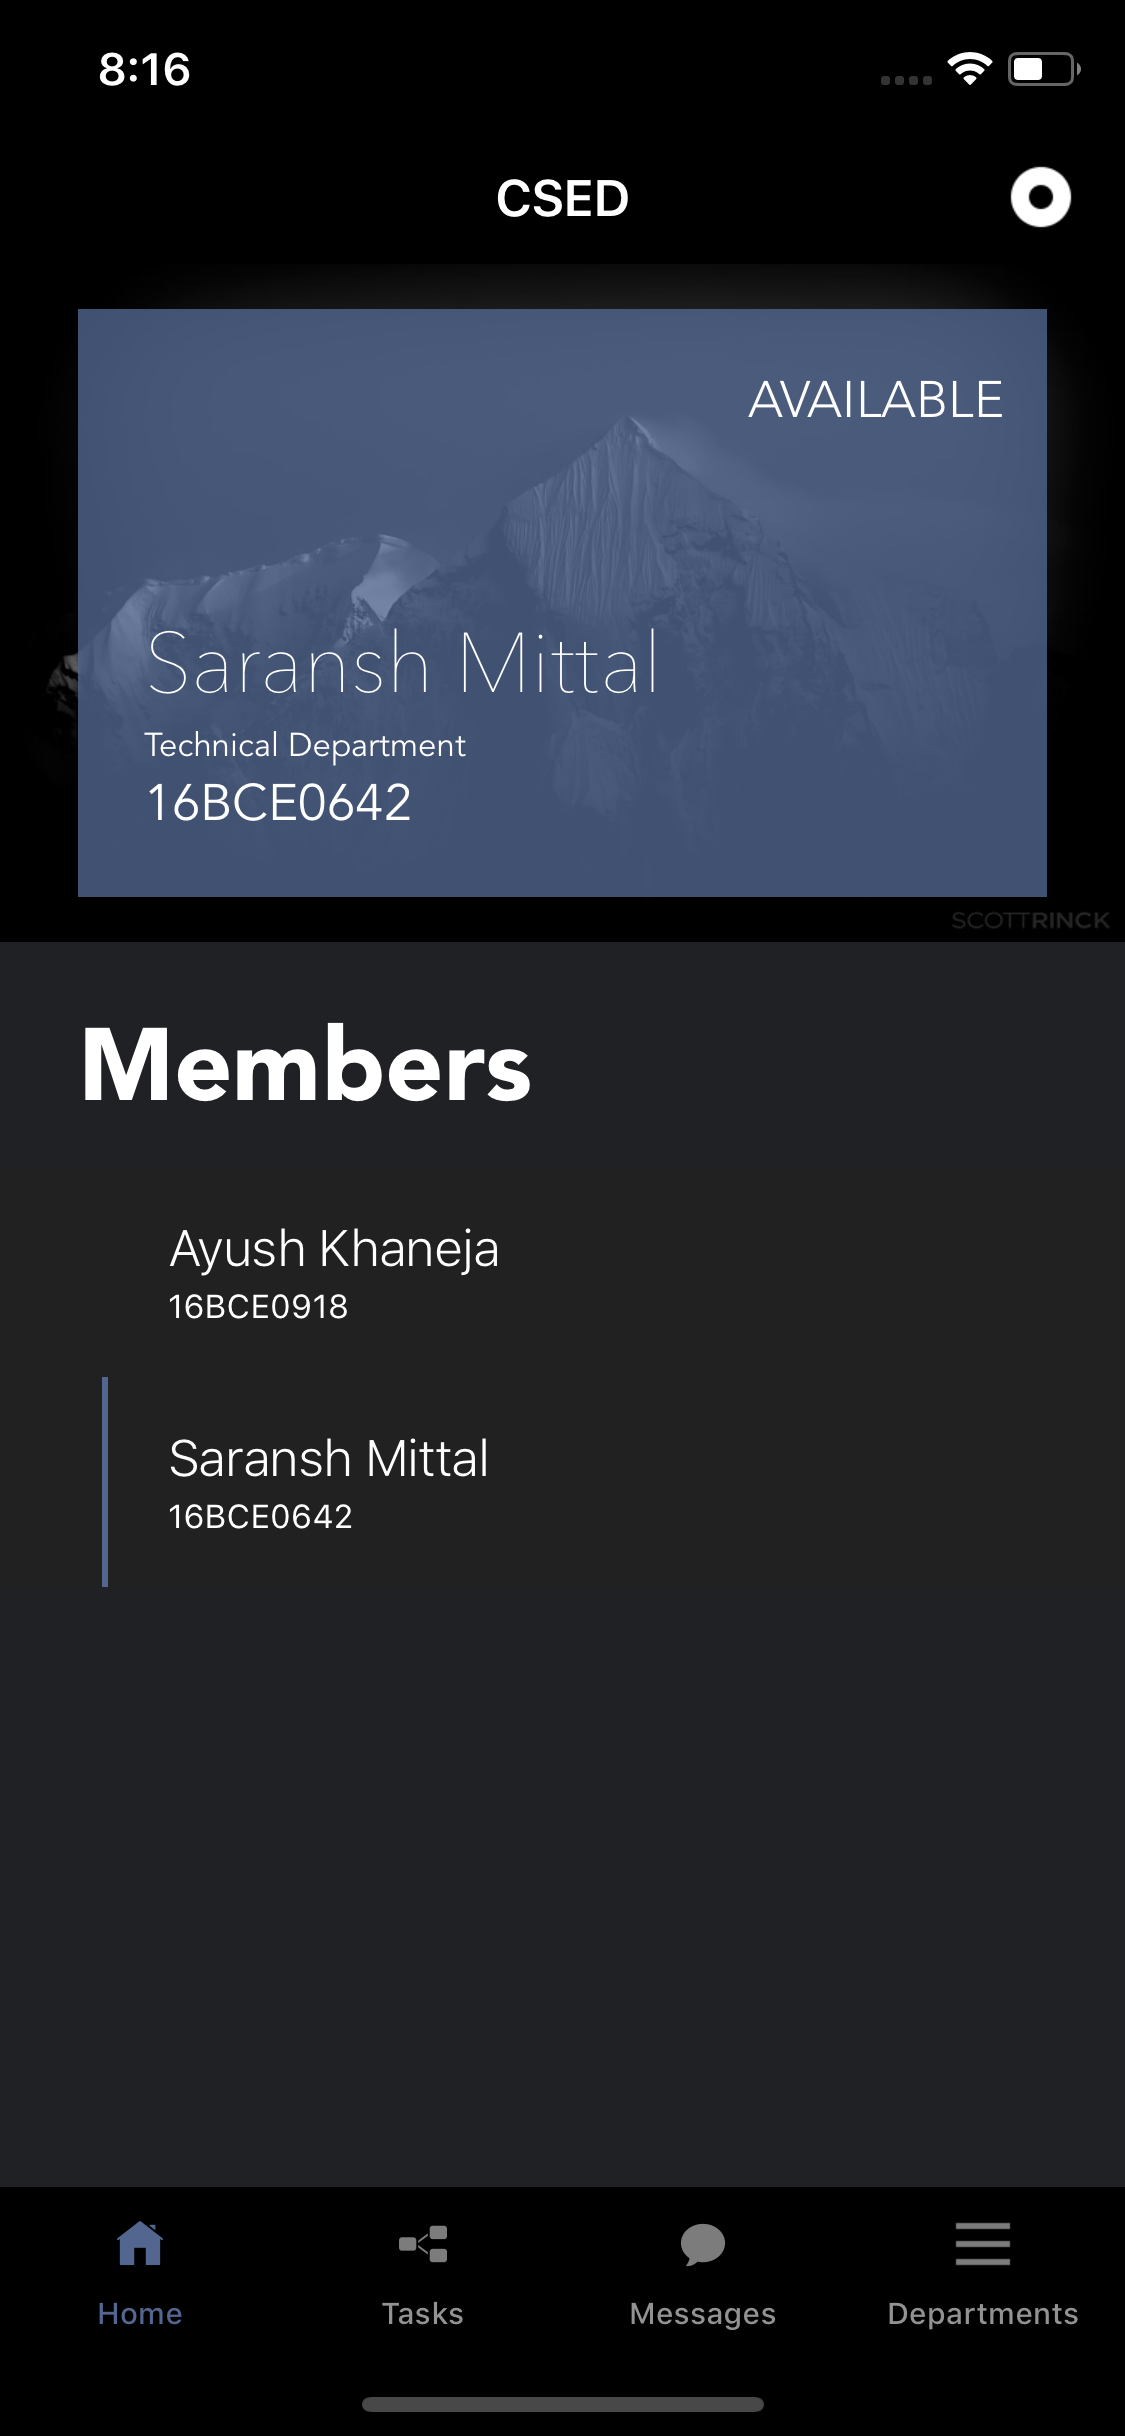 8:16
CSED
AVAILABLE
Saransh Mittal
Technical Department
16BCE0642
SCOTTRINCK
Members
Ayush Khaneja
16BCE0918
Saransh Mittal
16BCE0642
Home
Tasks
Messages
Departments